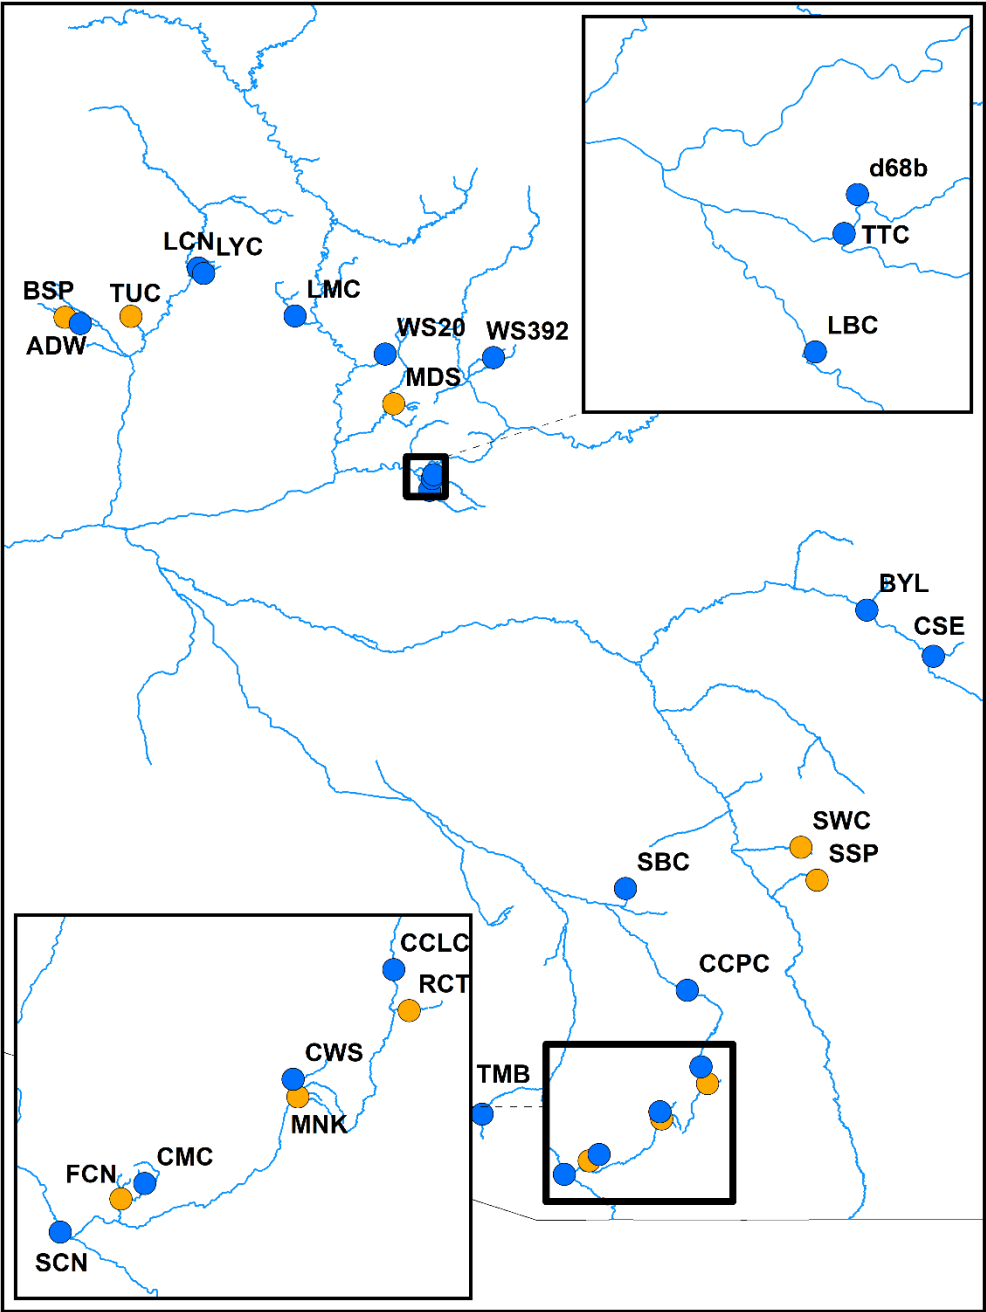 d68b
TTC
LCN
LYC
BSP
TUC
LMC
ADW
WS20
WS392
LBC
MDS
BYL
CSE
SWC
SSP
SBC
CCLC
CCPC
RCT
CWS
TMB
MNK
CMC
FCN
SCN